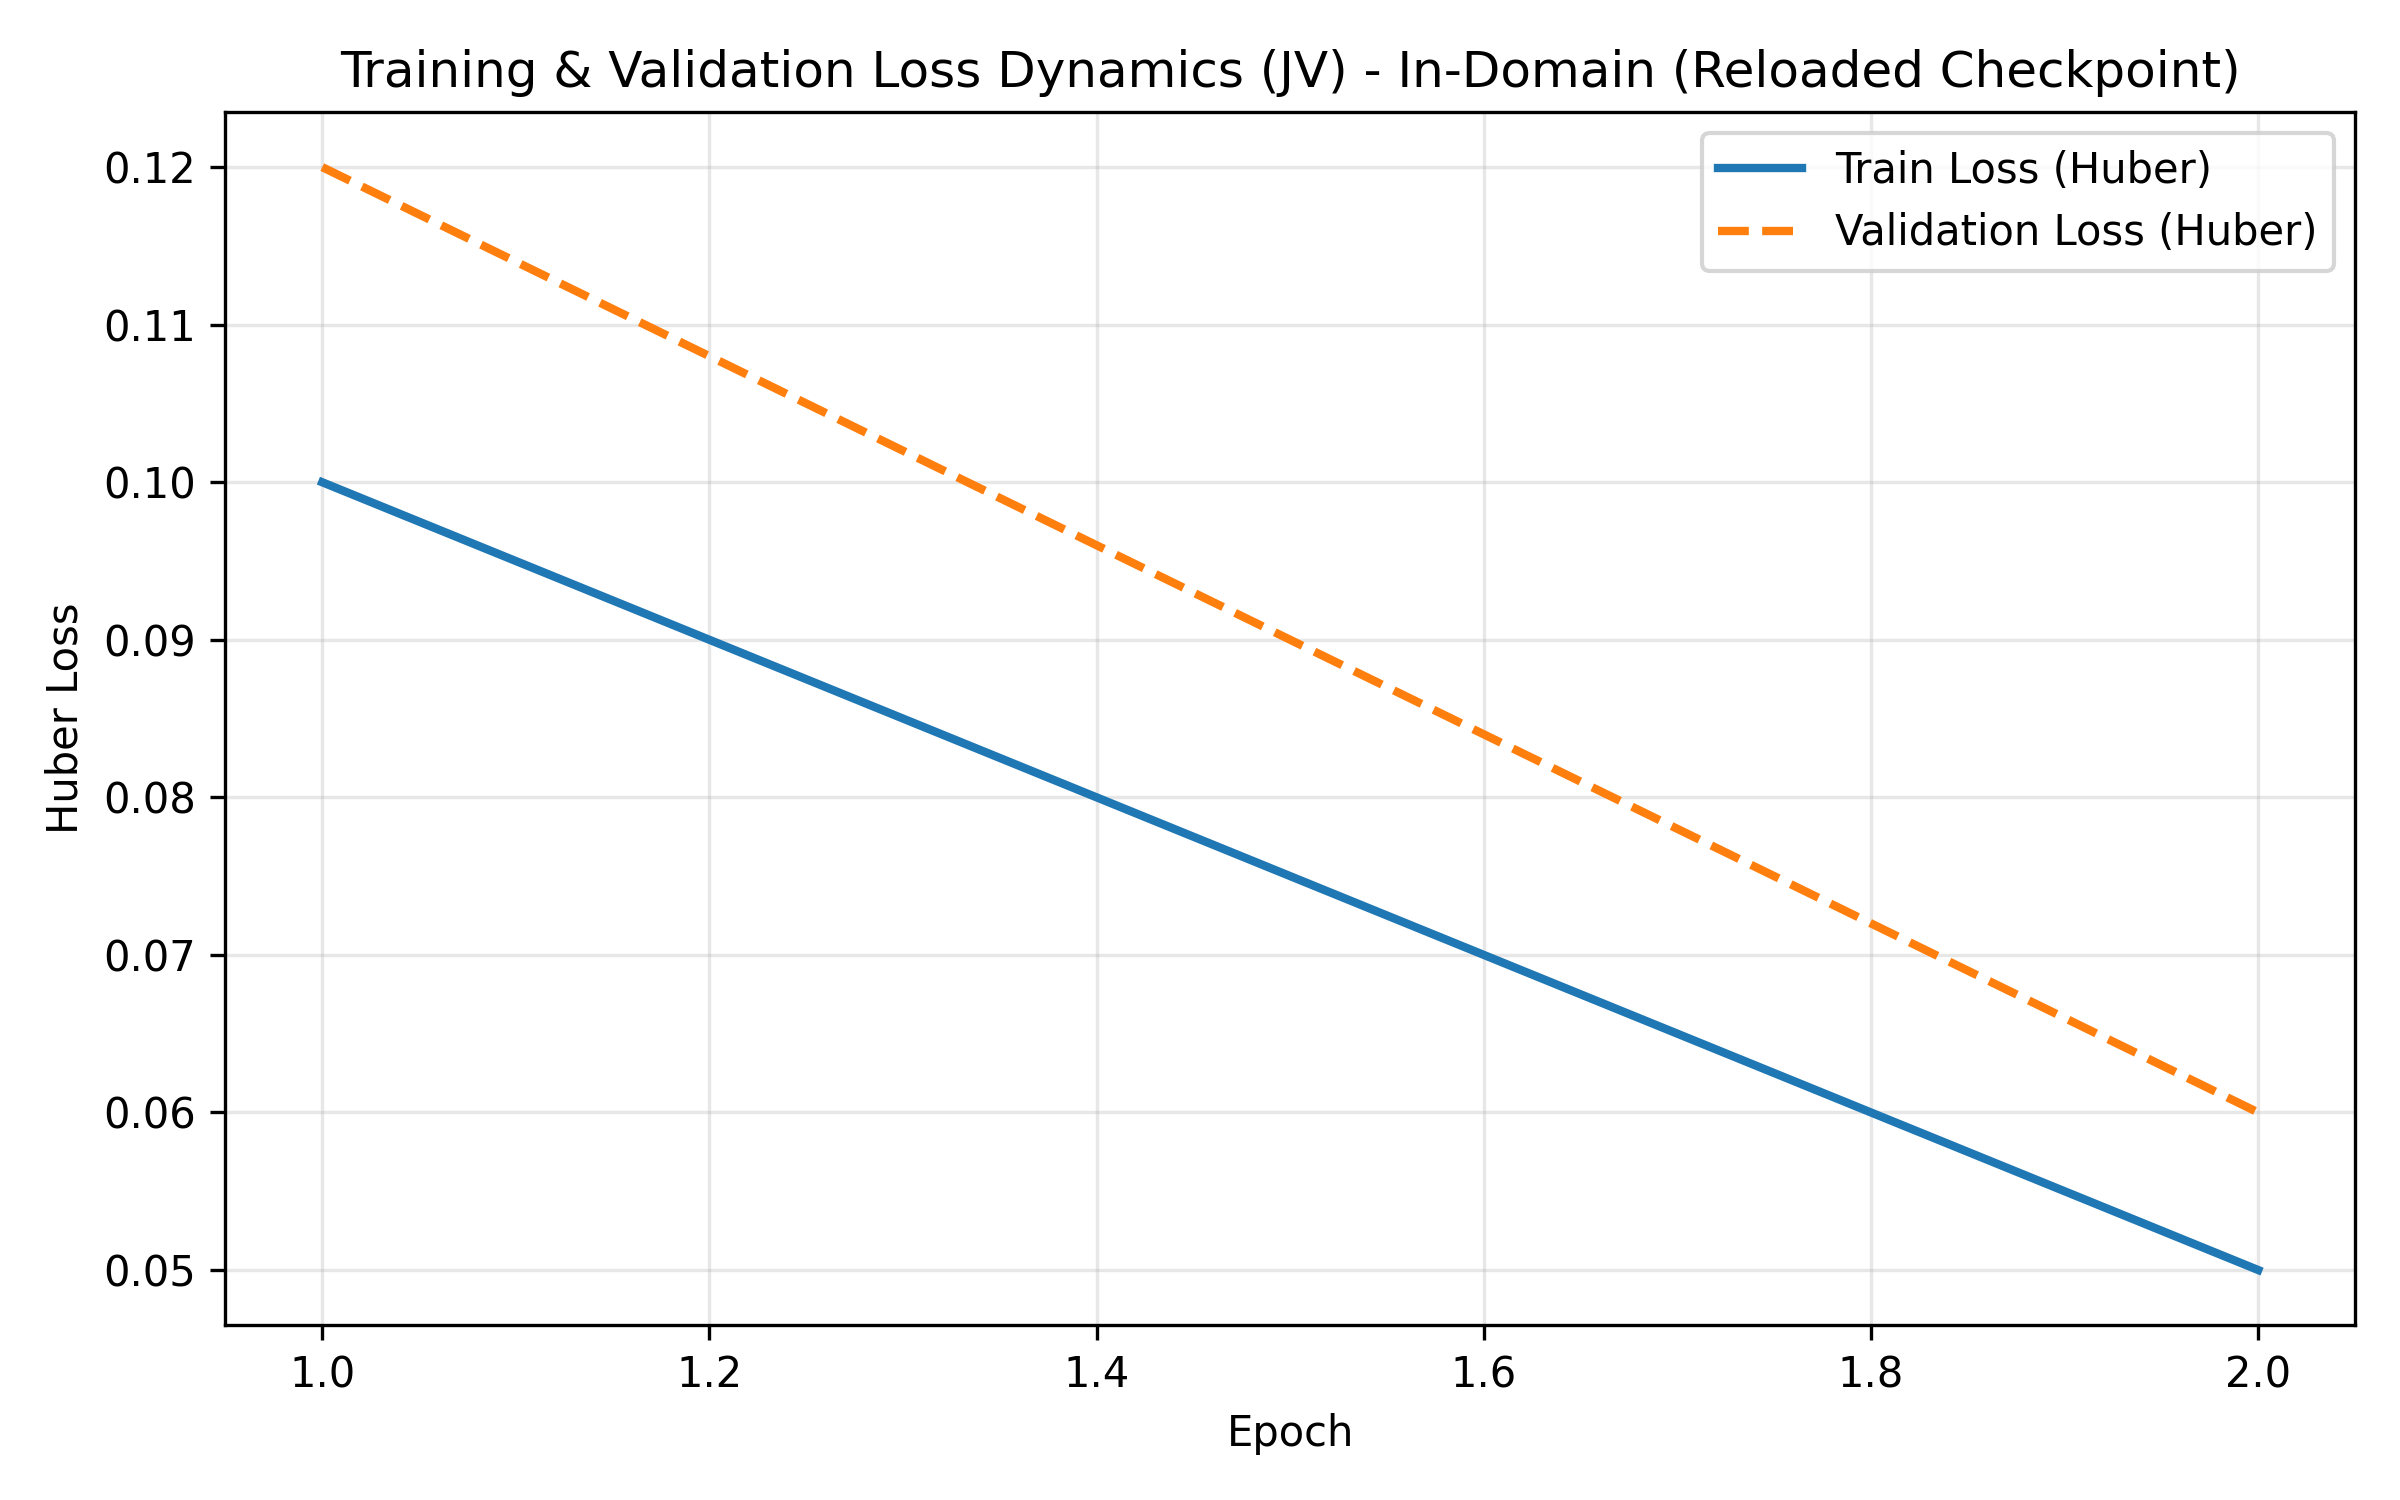 Training & Validation Loss Dynamics (JV) - In-Domain (Reloaded Checkpoint)
Train Loss (Huber)
Validation Loss (Huber)
Huber Loss
0.12
0.11
0.10
0.09
0.08
0.07
0.06
0.05
1.0 1.2 1.4 1.6 1.8 2.0
Epoch